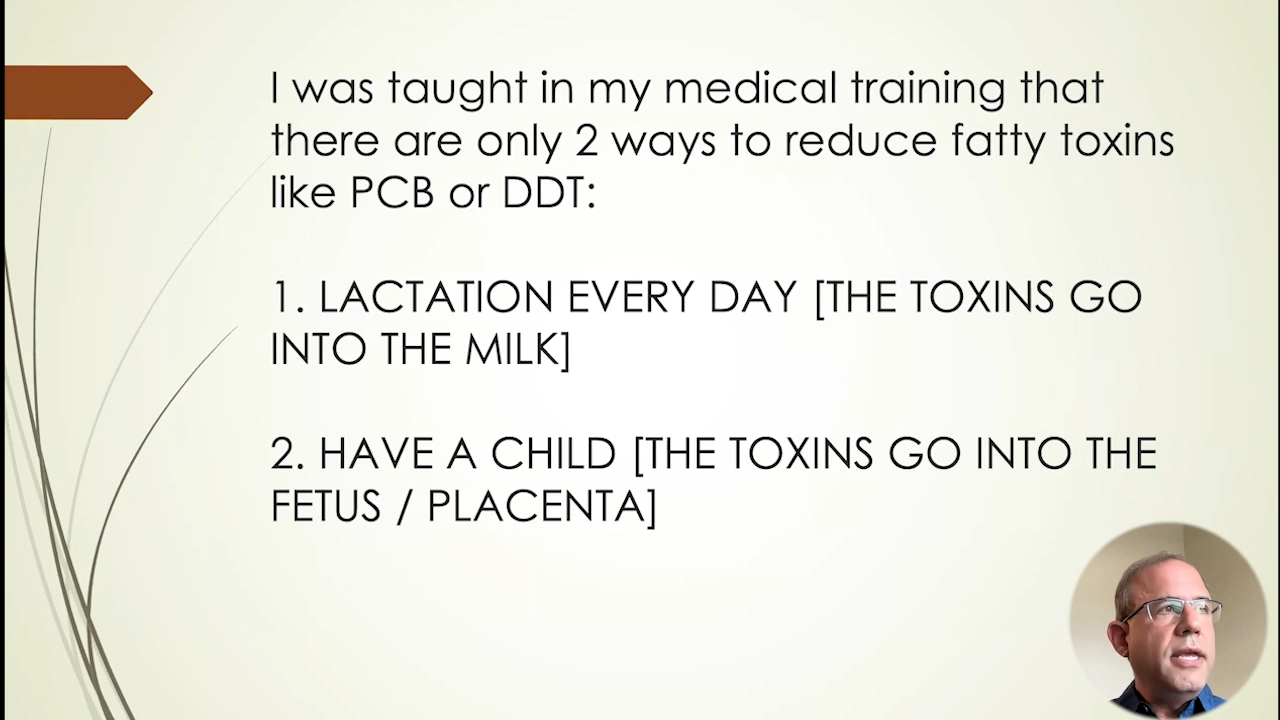 I was taught in my medical training that
there are only 2 ways to reduce fatty toxins
like PCB or DDT:
1. LACTATION EVERY DAY [THE TOXINS GO
INTO THE MILK]
2. HAVE A CHILD [THE TOXINS GO INTO THE
FETUS / PLACENTA]